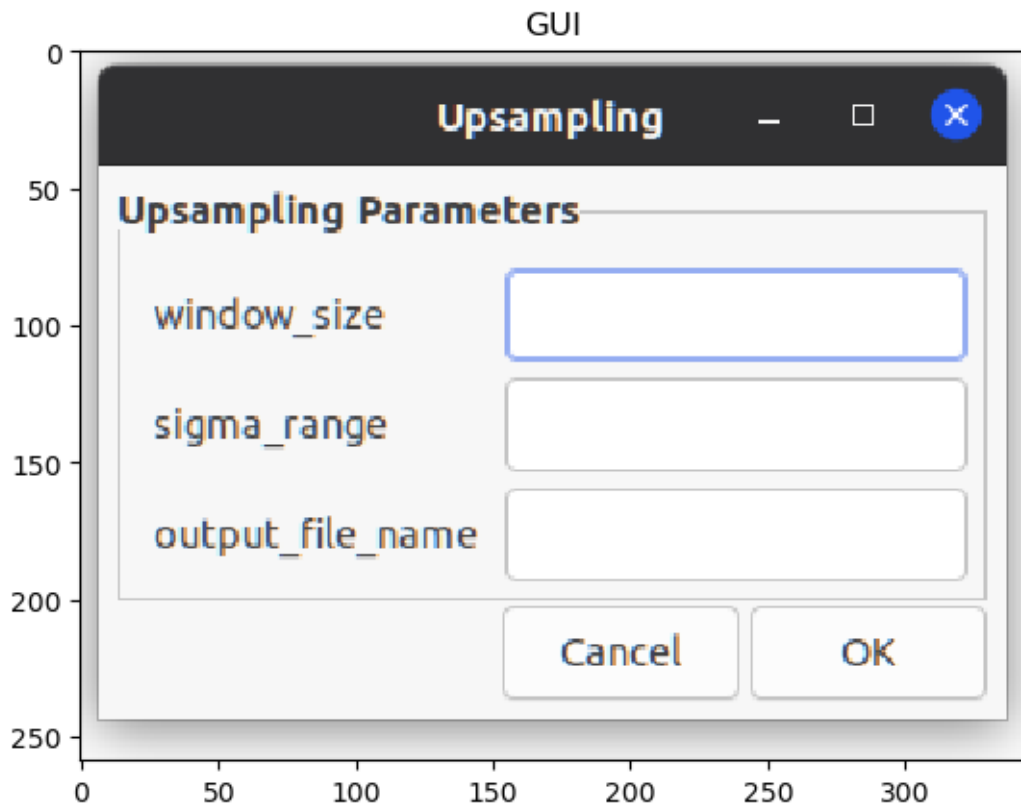 GUI
0
Upsampling
50
Upsampling Parameters
window_size
100
sigma_range
150
output_file_name
200
Cancel OK
250
0 50 100 150 200 250 300